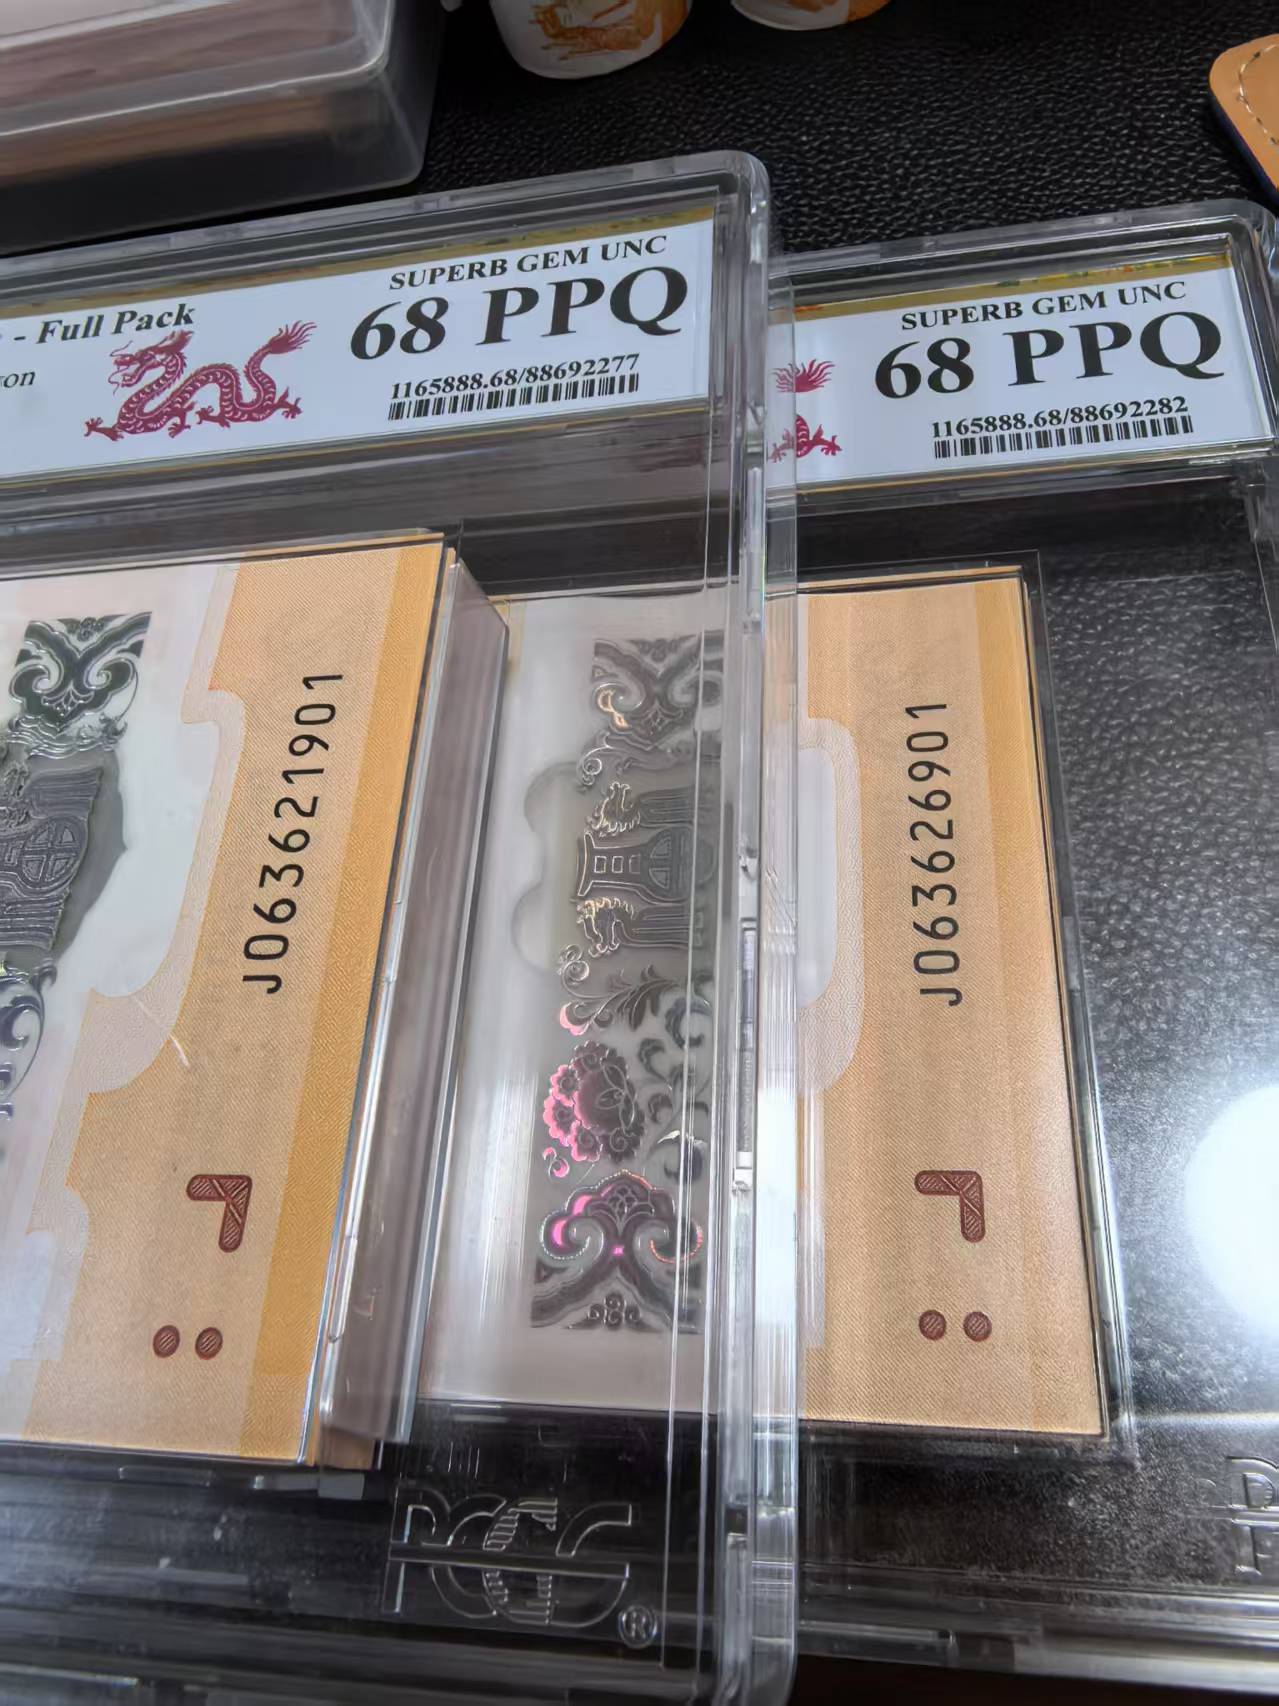 - Full Pack
SUPERB GEM UNC
68 PPQ
1165888.68/88692277
SUPERB GEM UNC
68 PPQ
1165888.68/88692282
J063621901
J063626901
PCGS®